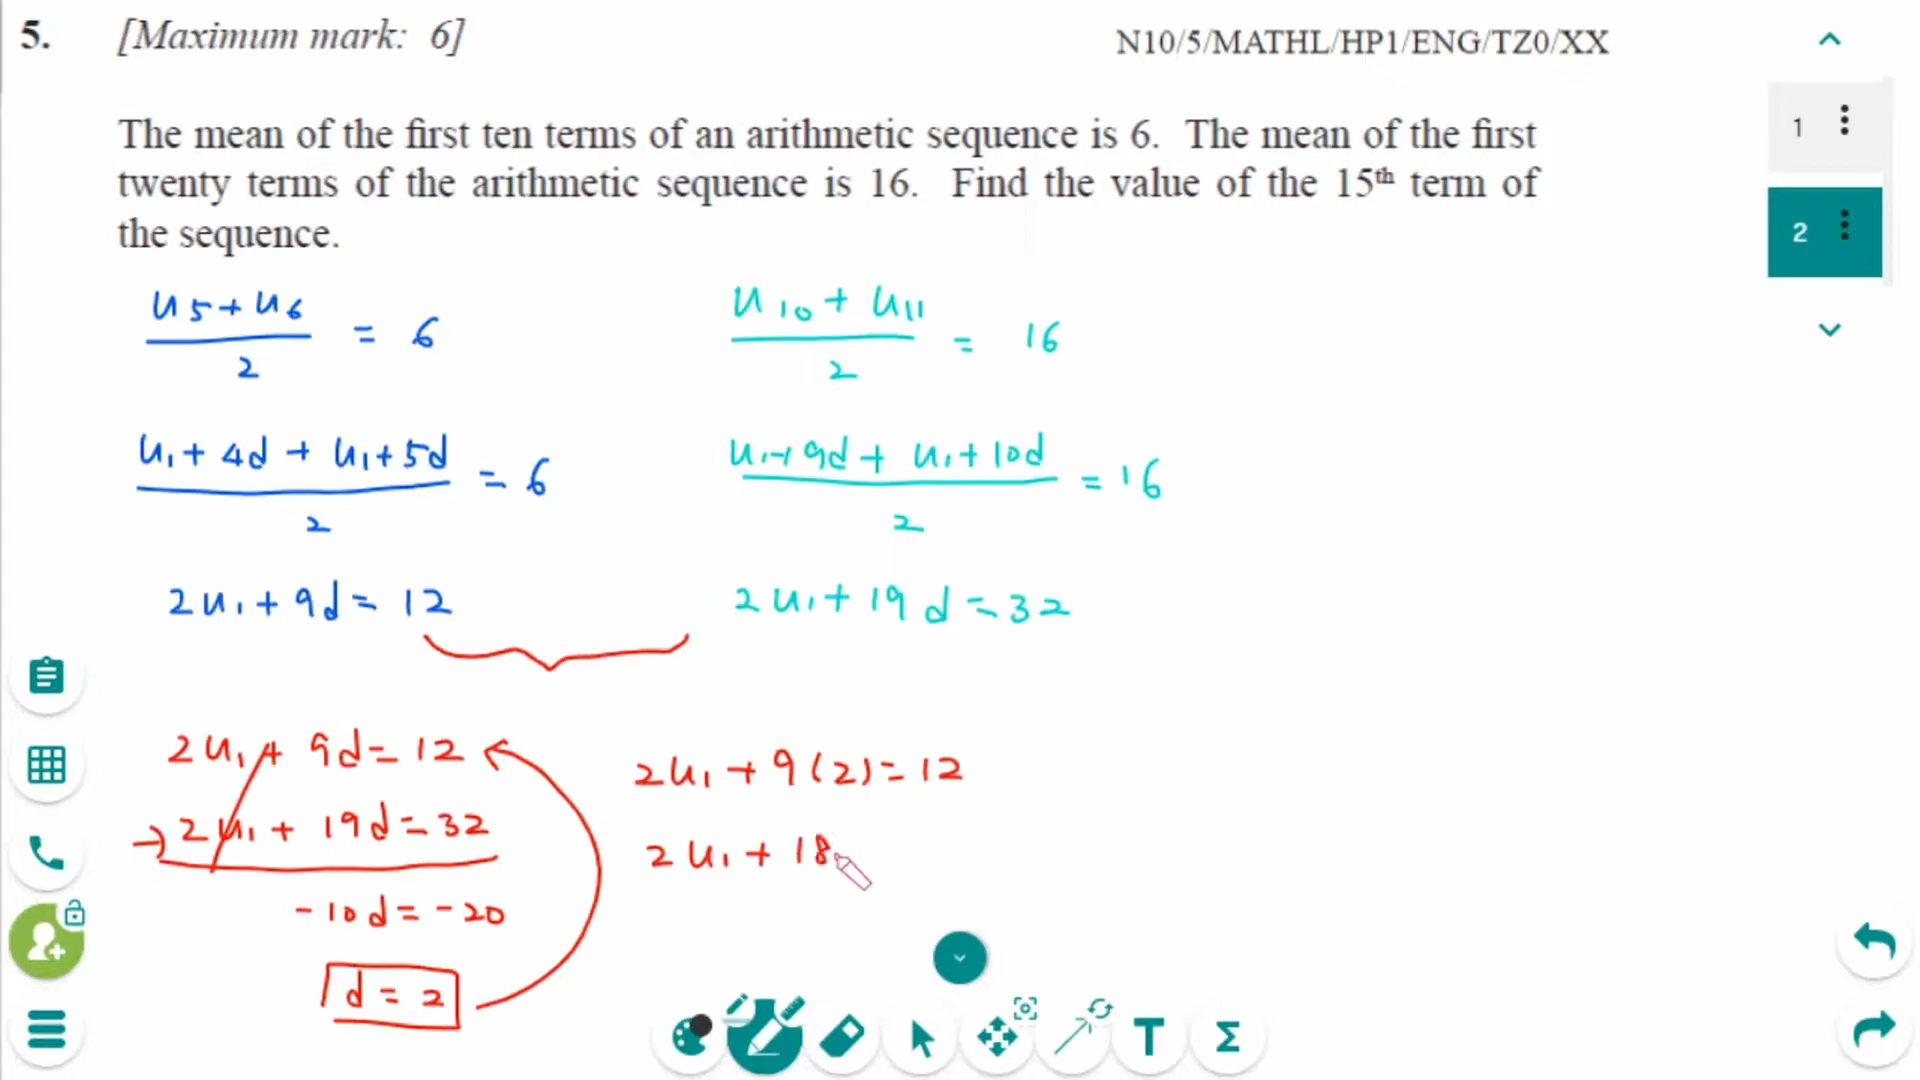 5. [Maximum mark: 6] N10/5/MATHL/HP1/ENG/TZ0/XX
The mean of the first ten terms of an arithmetic sequence is 6. The mean of the first
twenty terms of the arithmetic sequence is 16. Find the value of the 15th term of
the sequence.
u5 + u6 / 2 = 6
u10 + u11 / 2 = 16
u1 + 4d + u1 + 5d / 2 = 6
u1 + 9d + u1 + 10d / 2 = 16
2u1 + 9d = 12
2u1 + 19d = 32
2u1 + 9d = 12
-) 2u1 + 19d = 32
-10d = -20
d = 2
2u1 + 9(2) = 12
2u1 + 18
1
2
T
Σ